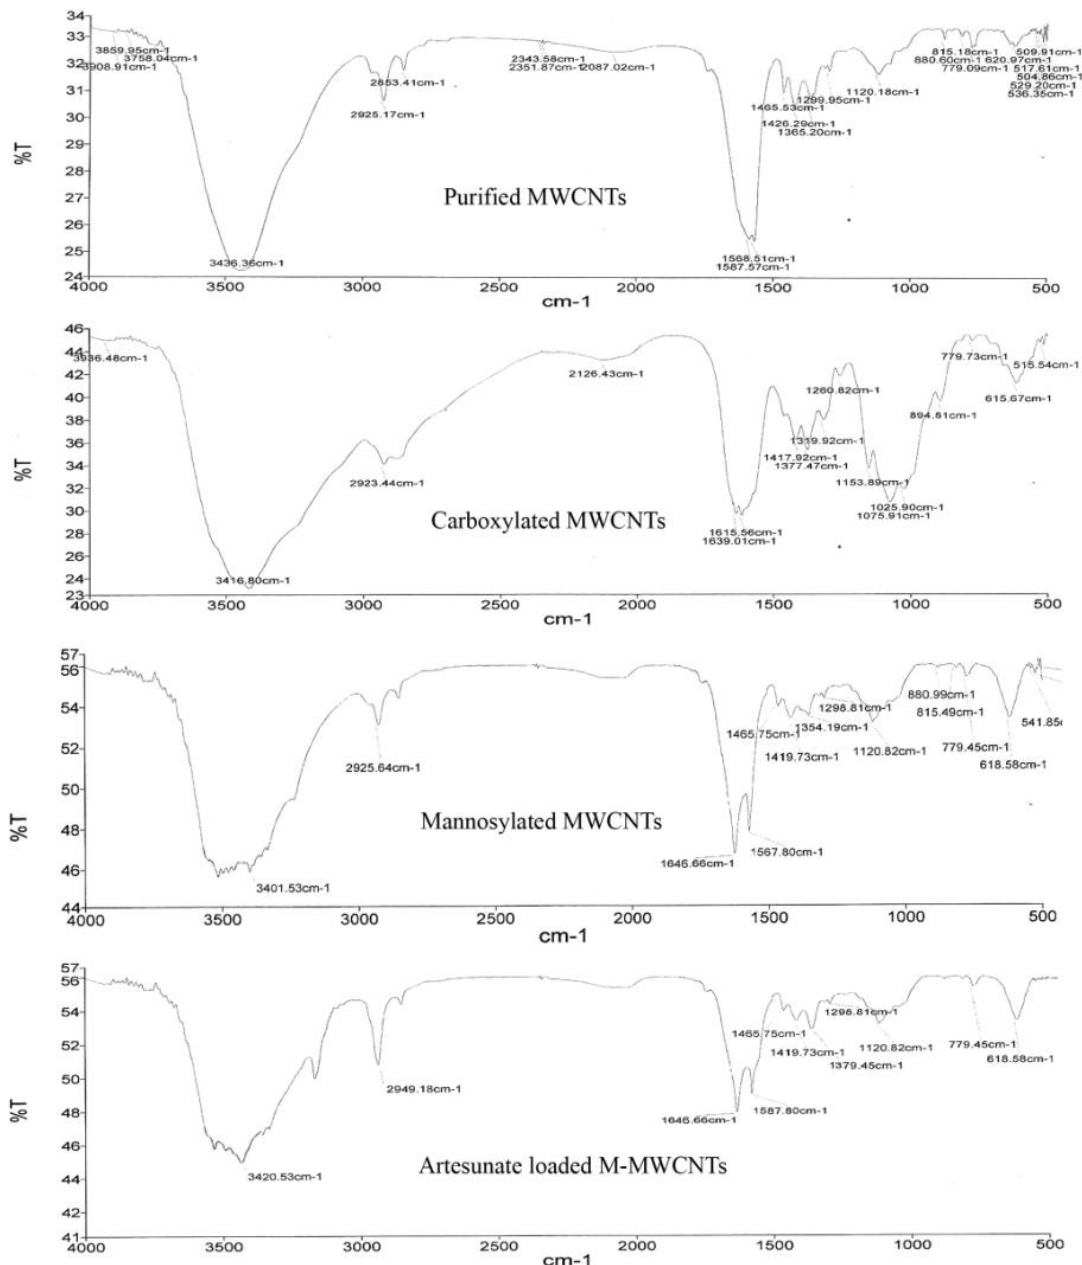 34
33
32
31
30
29
28
27
26
25
24
%T
3859.95cm-1
3758.04cm-1
3908.91cm-1
2853.41cm-1
2925.17cm-1
2343.58cm-1
2351.87cm-1
2087.02cm-1
1465.53cm-1
1299.95cm-1
1426.29cm-1
1365.20cm-1
1120.18cm-1
815.18cm-1
880.60cm-1
779.09cm-1
620.97cm-1
509.91cm-1
517.61cm-1
504.86cm-1
529.20cm-1
536.35cm-1
Purified MWCNTs
3436.36cm-1
1568.51cm-1
1587.57cm-1
4000 3500 3000 2500 2000 1500 1000 500
cm-1
46
44
42
40
38
36
34
32
30
28
26
24
23
%T
3936.48cm-1
2126.43cm-1
2923.44cm-1
1260.82cm-1
1319.92cm-1
1417.92cm-1
1377.47cm-1
1153.89cm-1
1025.90cm-1
1075.91cm-1
779.73cm-1
894.81cm-1
515.54cm-1
615.67cm-1
Carboxylated MWCNTs
1615.56cm-1
1639.01cm-1
3416.80cm-1
4000 3500 3000 2500 2000 1500 1000 500
cm-1
57
56
54
52
50
48
46
44
%T
2925.64cm-1
1298.81cm-1
1465.75cm-1
1354.19cm-1
1419.73cm-1
1120.82cm-1
880.99cm-1
815.49cm-1
779.45cm-1
618.58cm-1
541.85c
Mannosylated MWCNTs
1646.66cm-1
1567.80cm-1
3401.53cm-1
4000 3500 3000 2500 2000 1500 1000 500
cm-1
57
56
54
52
50
48
46
44
42
41
%T
2949.18cm-1
1298.81cm-1
1465.75cm-1
1419.73cm-1
1379.45cm-1
1120.82cm-1
779.45cm-1
618.58cm-1
1646.66cm-1
1587.80cm-1
Artesunate loaded M-MWCNTs
3420.53cm-1
4000 3500 3000 2500 2000 1500 1000 500
cm-1